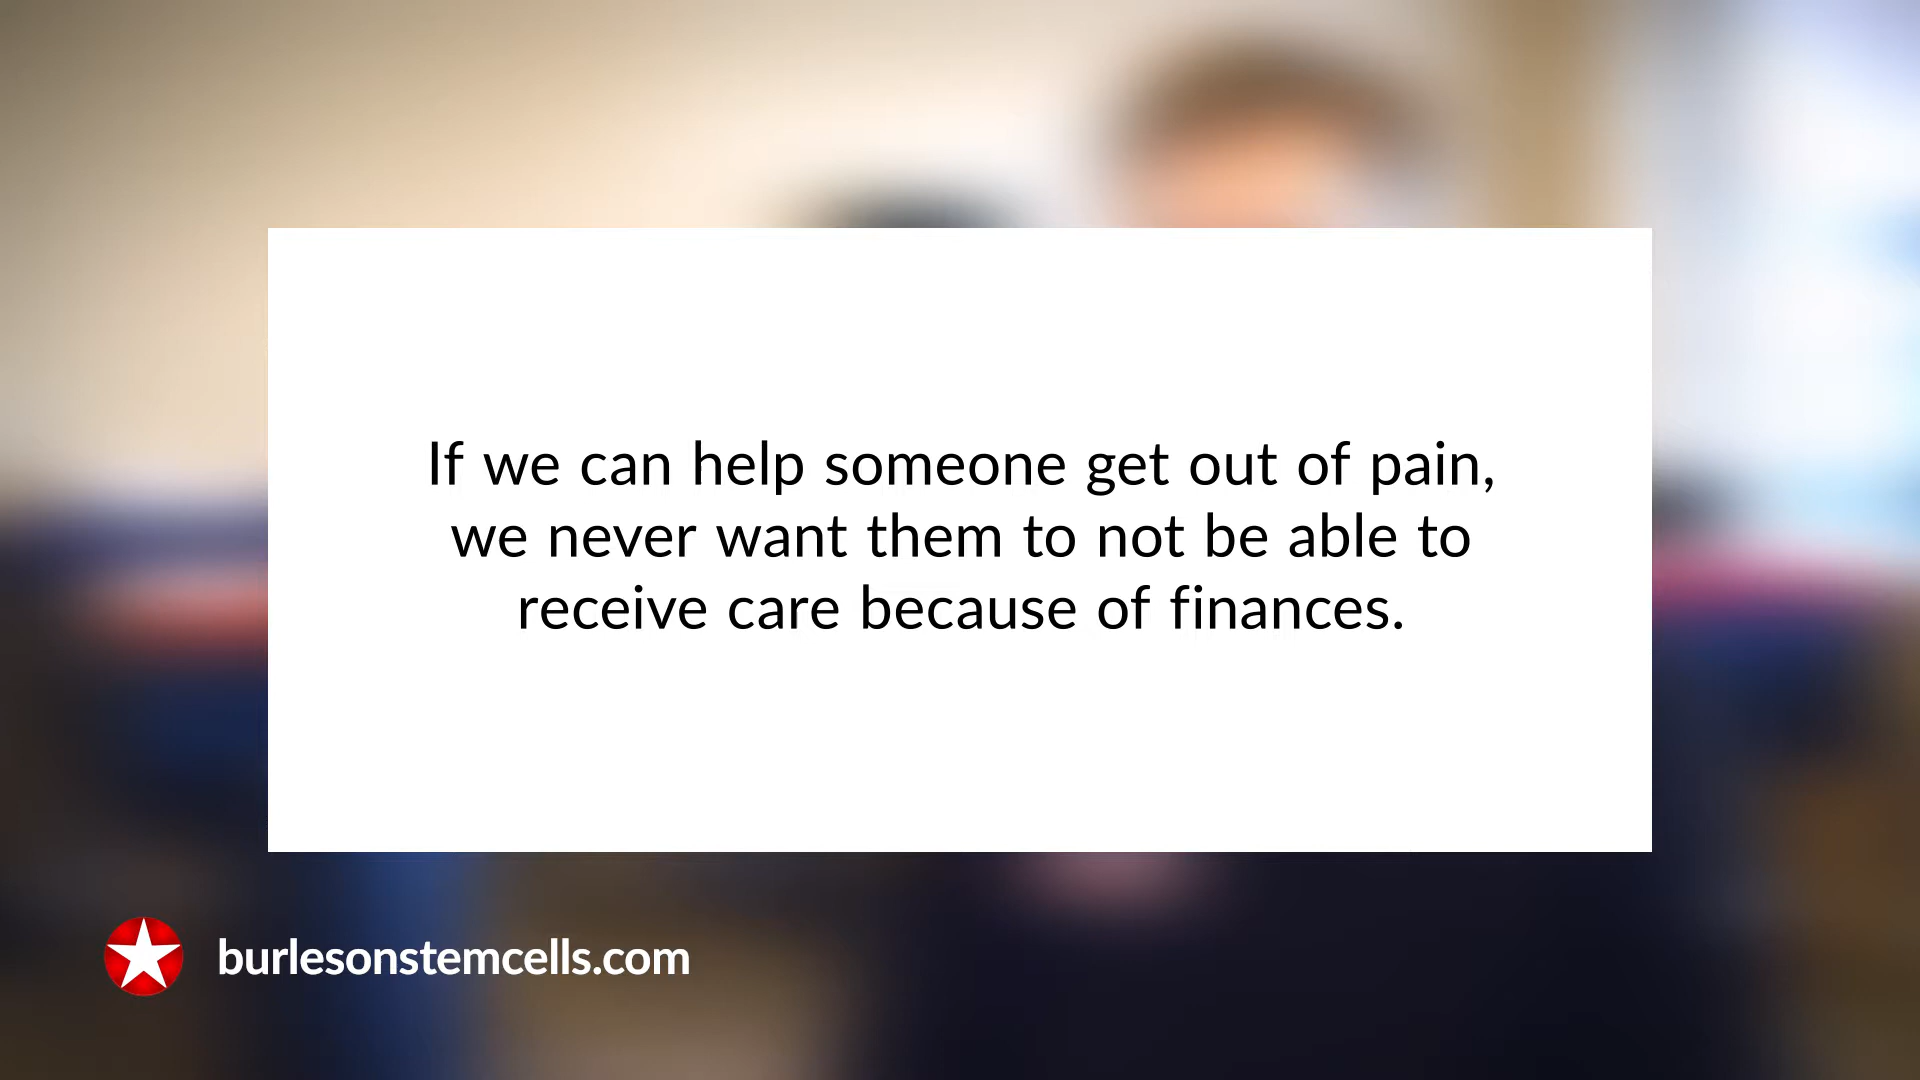 If we can help someone get out of pain,
we never want them to not be able to
receive care because of finances.
burlesonstemcells.com